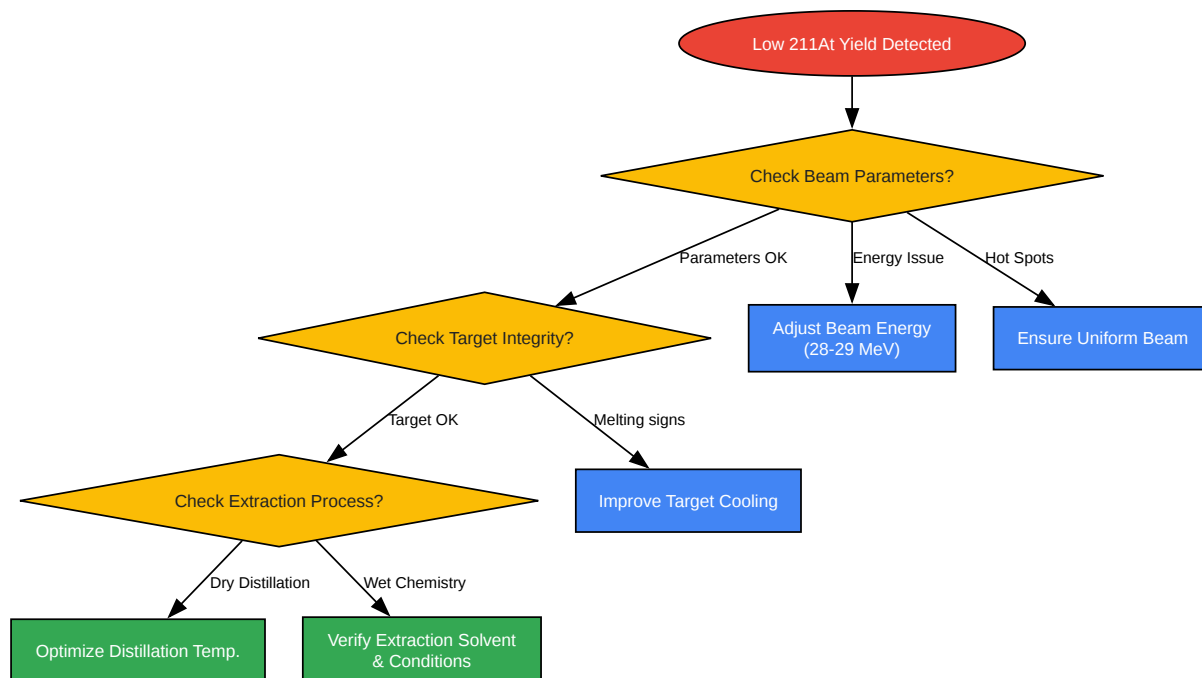 Low 211At Yield Detected
Check Beam Parameters?
Parameters OK
Energy Issue
Hot Spots
Check Target Integrity?
Adjust Beam Energy
(28-29 MeV)
Ensure Uniform Beam
Target OK
Melting signs
Check Extraction Process?
Improve Target Cooling
Dry Distillation
Wet Chemistry
Optimize Distillation Temp.
Verify Extraction Solvent
& Conditions